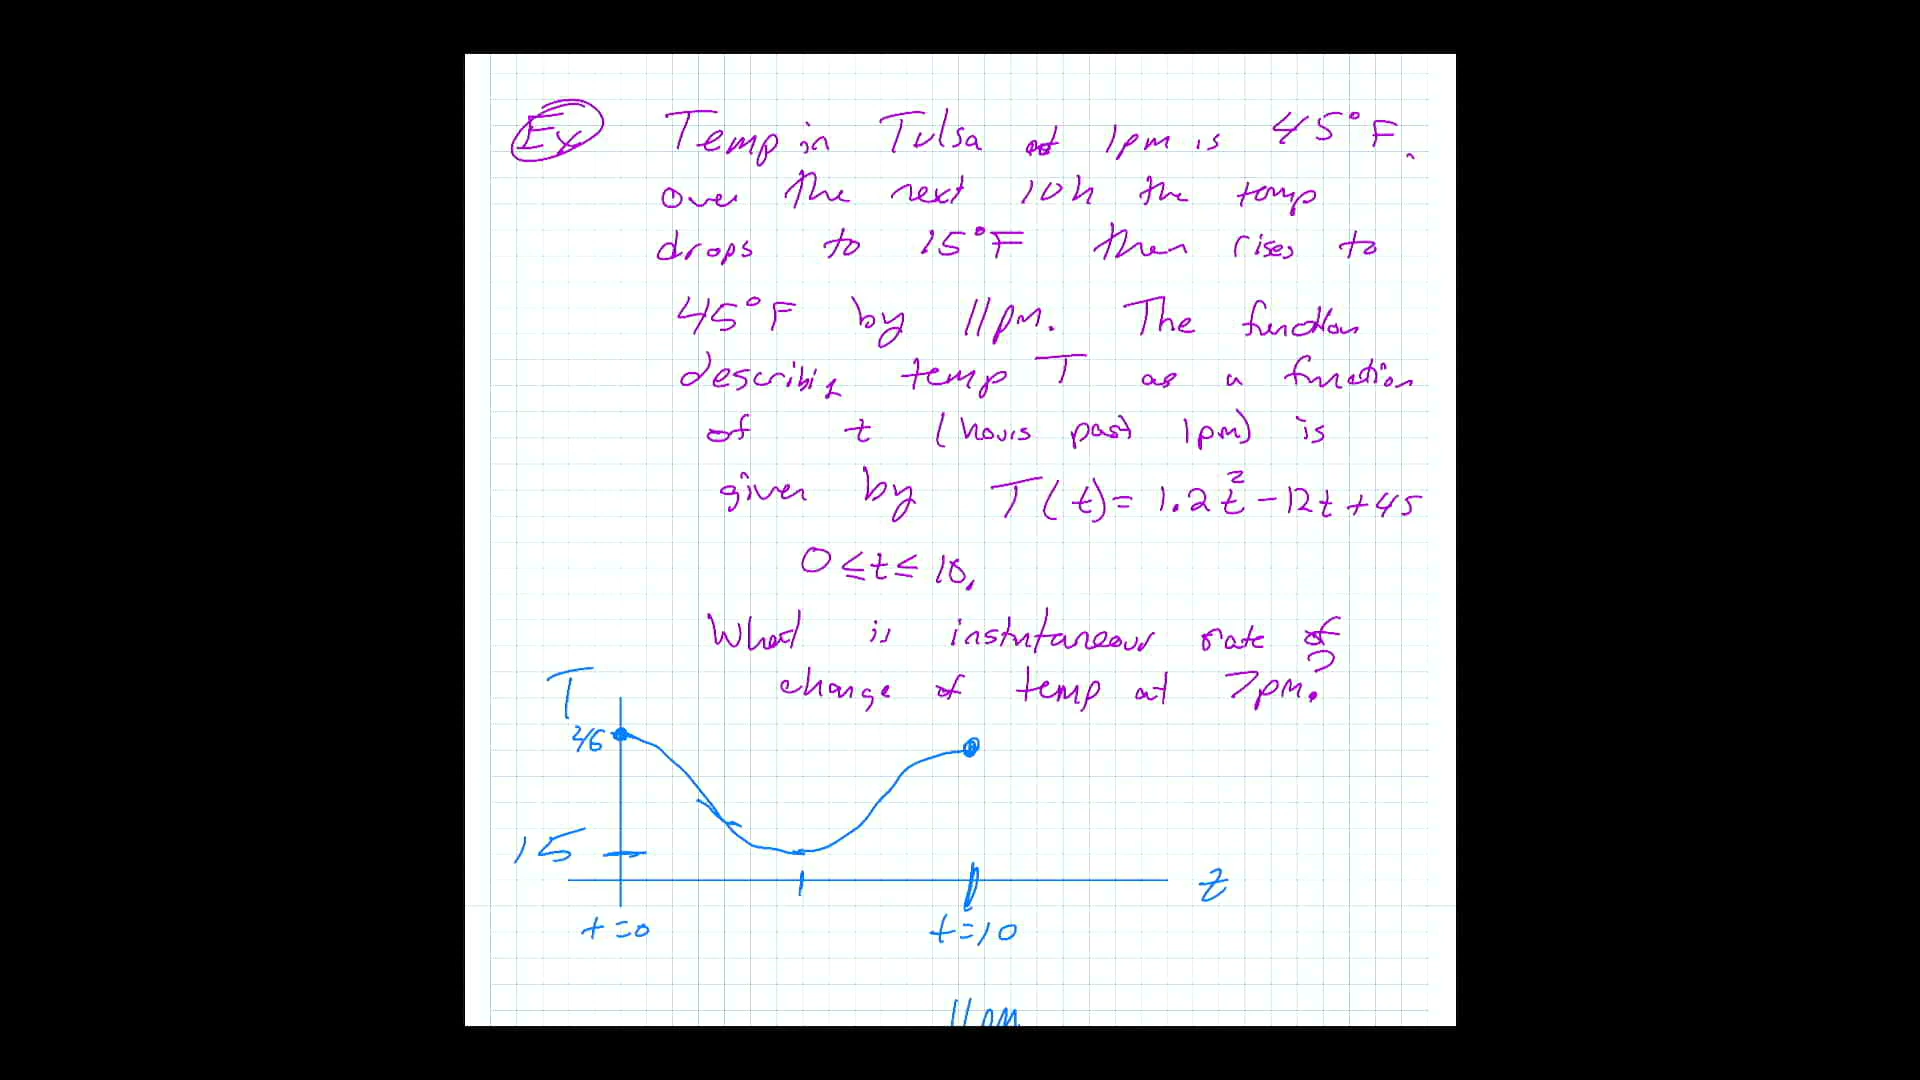 Ex Temp in Tulsa at 1pm is 45°F.
Over the next 10h the temp
drops to 15°F then rises to
45°F by 11pm. The function
describing temp T as a function
of t (hours past 1pm) is
given by T(t)= 1.2t²-12t+45
0≤t≤10.
What is instntaneous rate of
change of temp at 7pm?
T
45
15
t
t=0
t=10
11pm